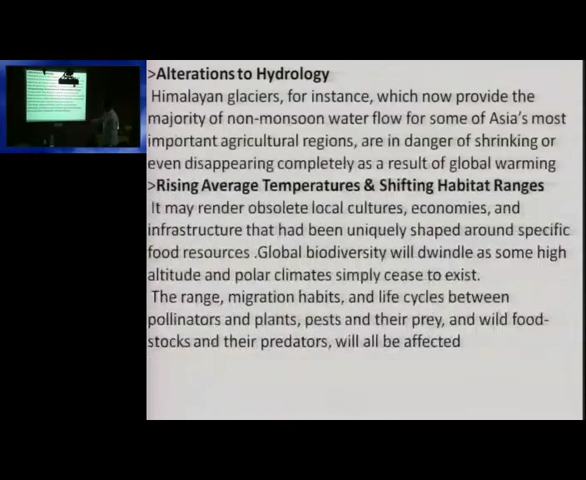 >Alterations to Hydrology
Himalayan glaciers, for instance, which now provide the
majority of non-monsoon water flow for some of Asia's most
important agricultural regions, are in danger of shrinking or
even disappearing completely as a result of global warming
>Rising Average Temperatures & Shifting Habitat Ranges
It may render obsolete local cultures, economies, and
infrastructure that had been uniquely shaped around specific
food resources .Global biodiversity will dwindle as some high
altitude and polar climates simply cease to exist.
The range, migration habits, and life cycles between
pollinators and plants, pests and their prey, and wild food-
stocks and their predators, will all be affected